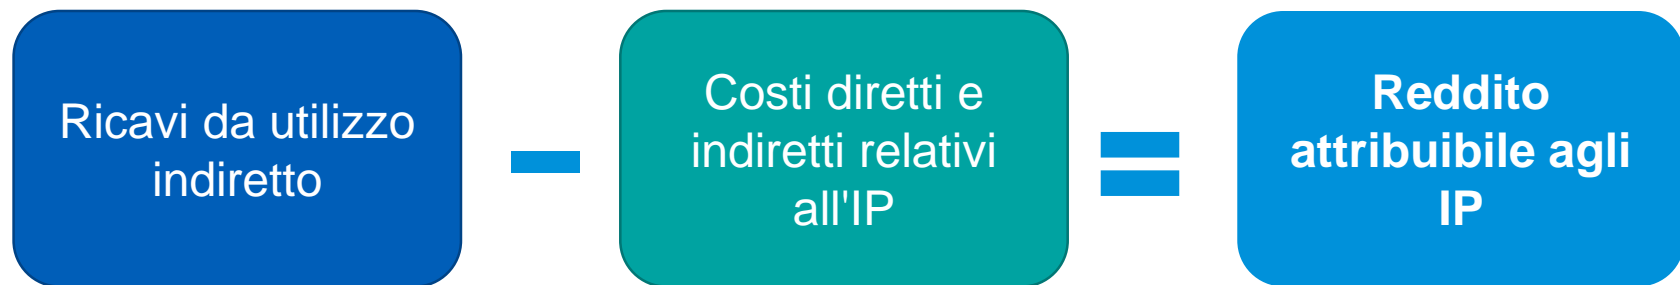 Ricavi da utilizzo
indiretto
Costi diretti e
indiretti relativi
all'IP
Reddito
attribuibile agli
IP